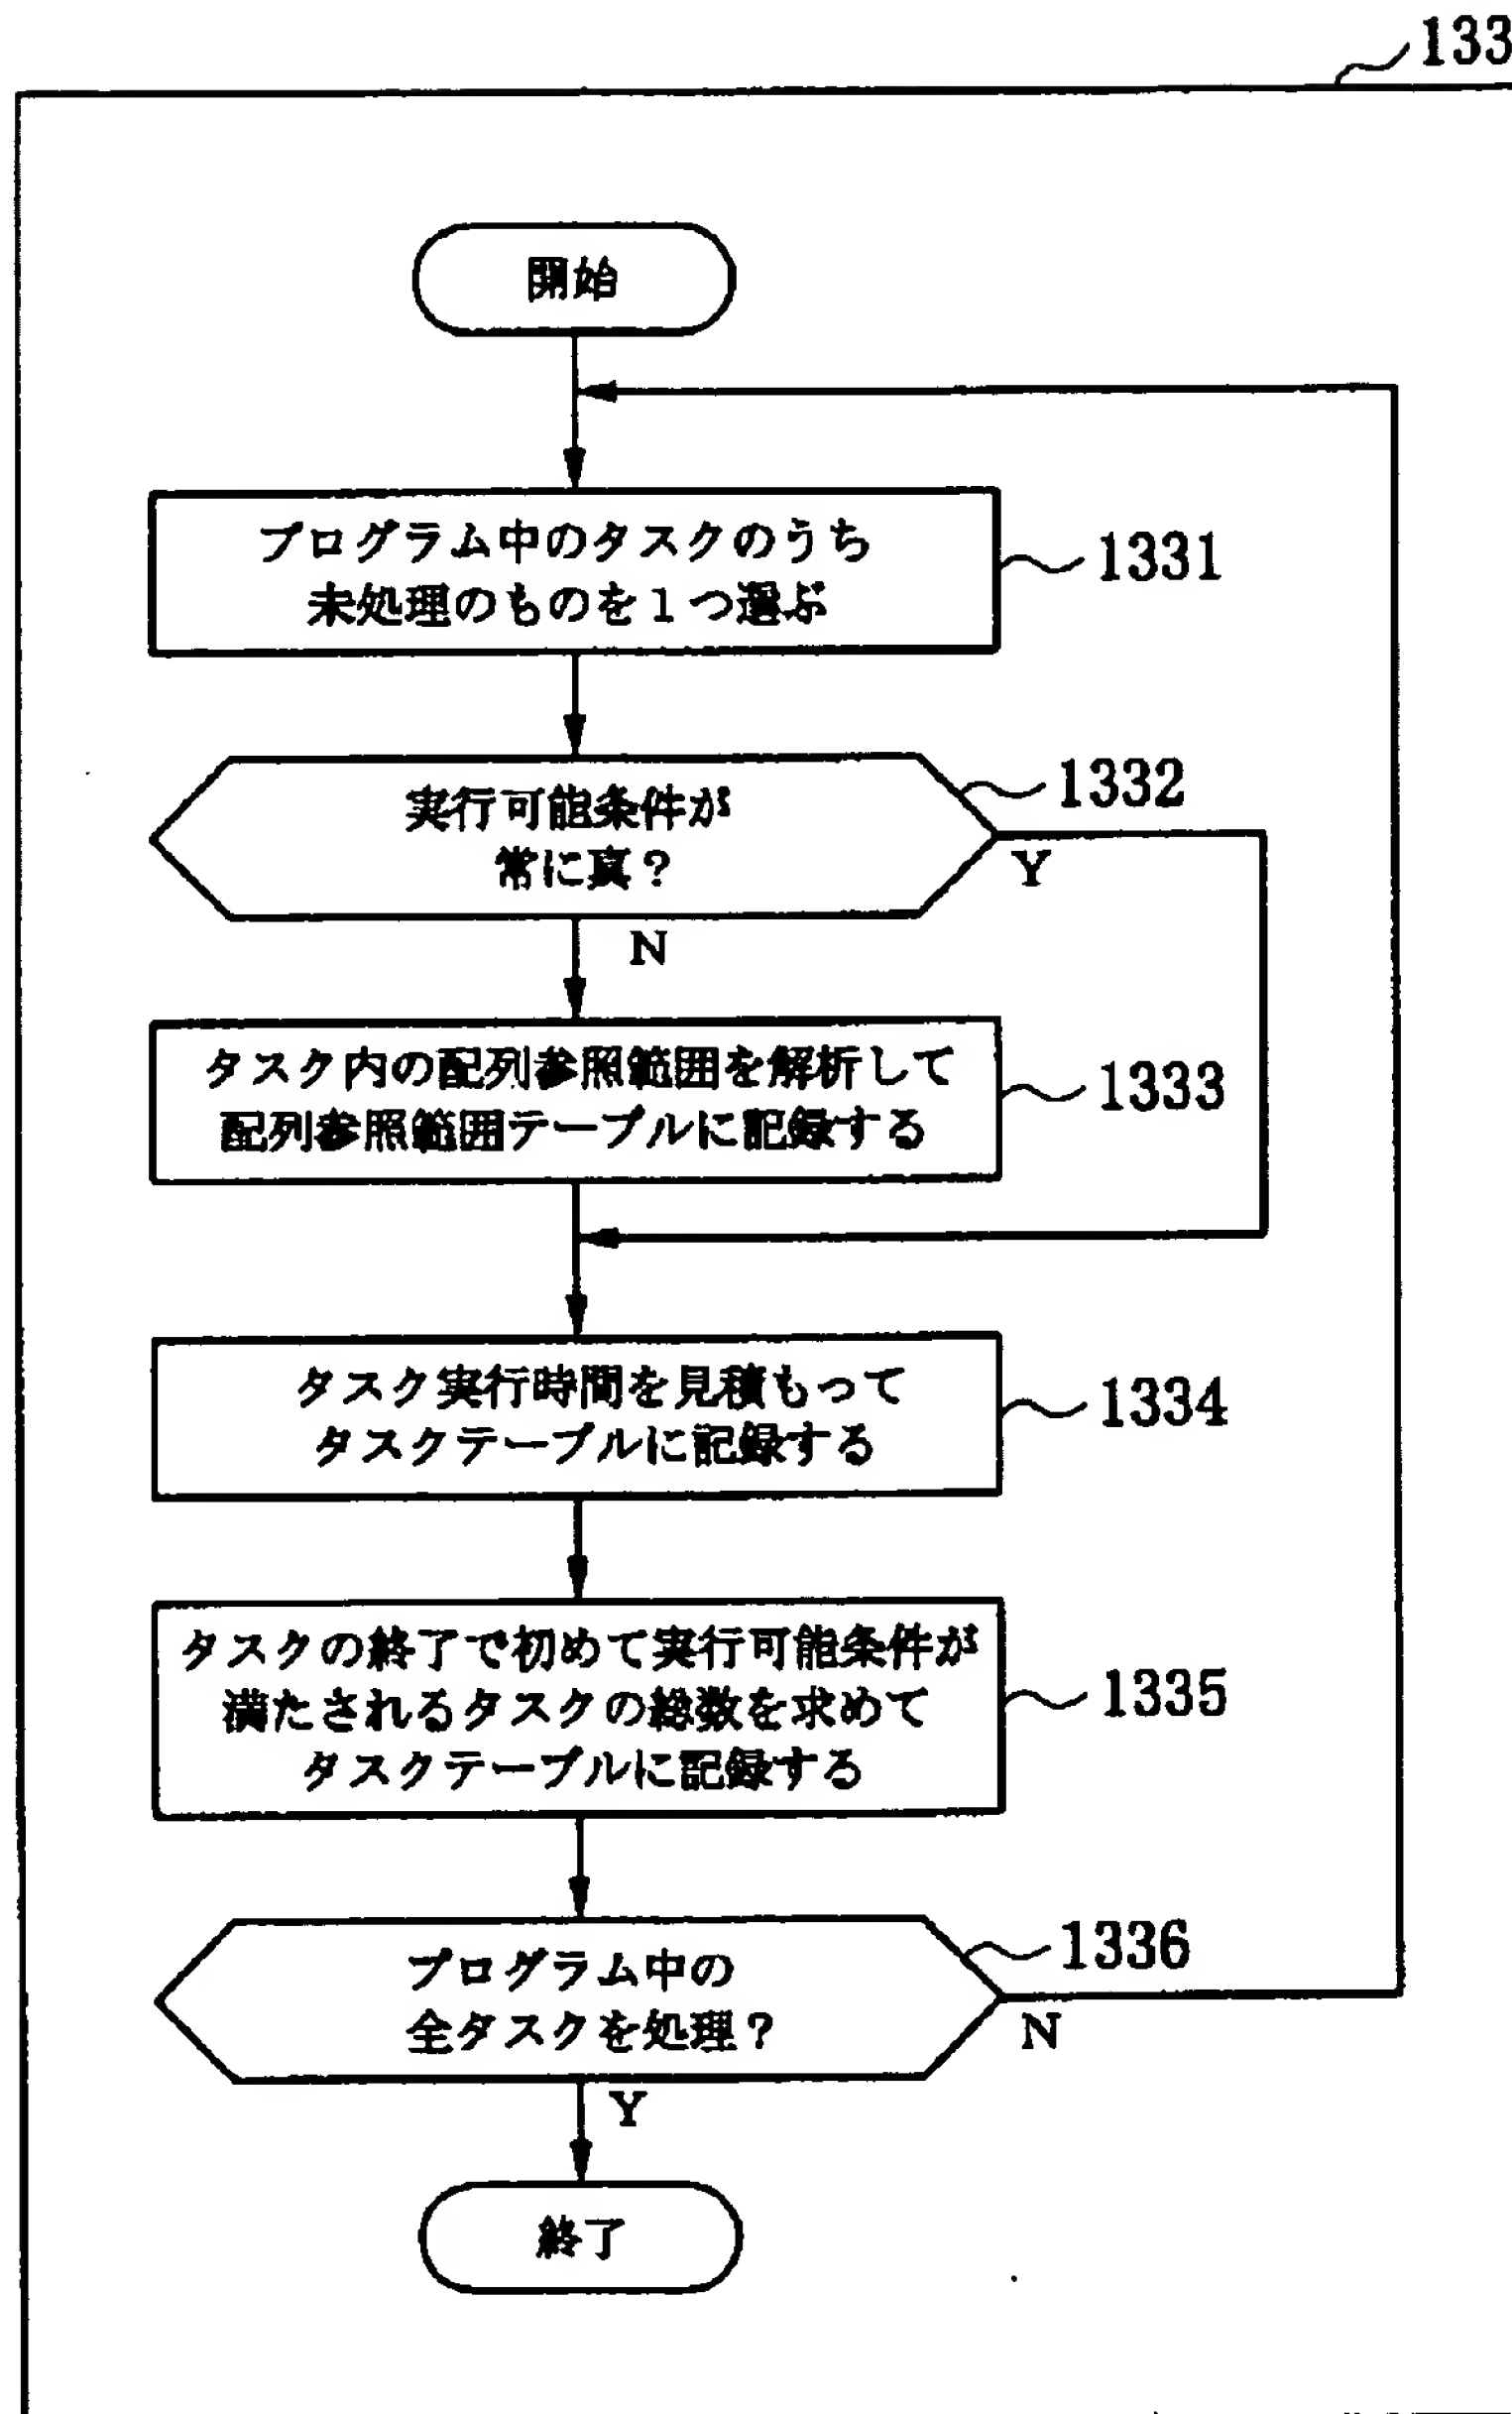 133
開始
プログラム中のタスクのうち
未処理のものを1つ選ぶ
1331
実行可能条件が
常に真?
1332
Y
N
タスク内の配列参照範囲を解析して
配列参照範囲テーブルに記録する
1333
タスク実行時間を見積もって
タスクテーブルに記録する
1334
タスクの終了で初めて実行可能条件が
満たされるタスクの総数を求めて
タスクテーブルに記録する
1335
プログラム中の
全タスクを処理?
1336
N
Y
終了